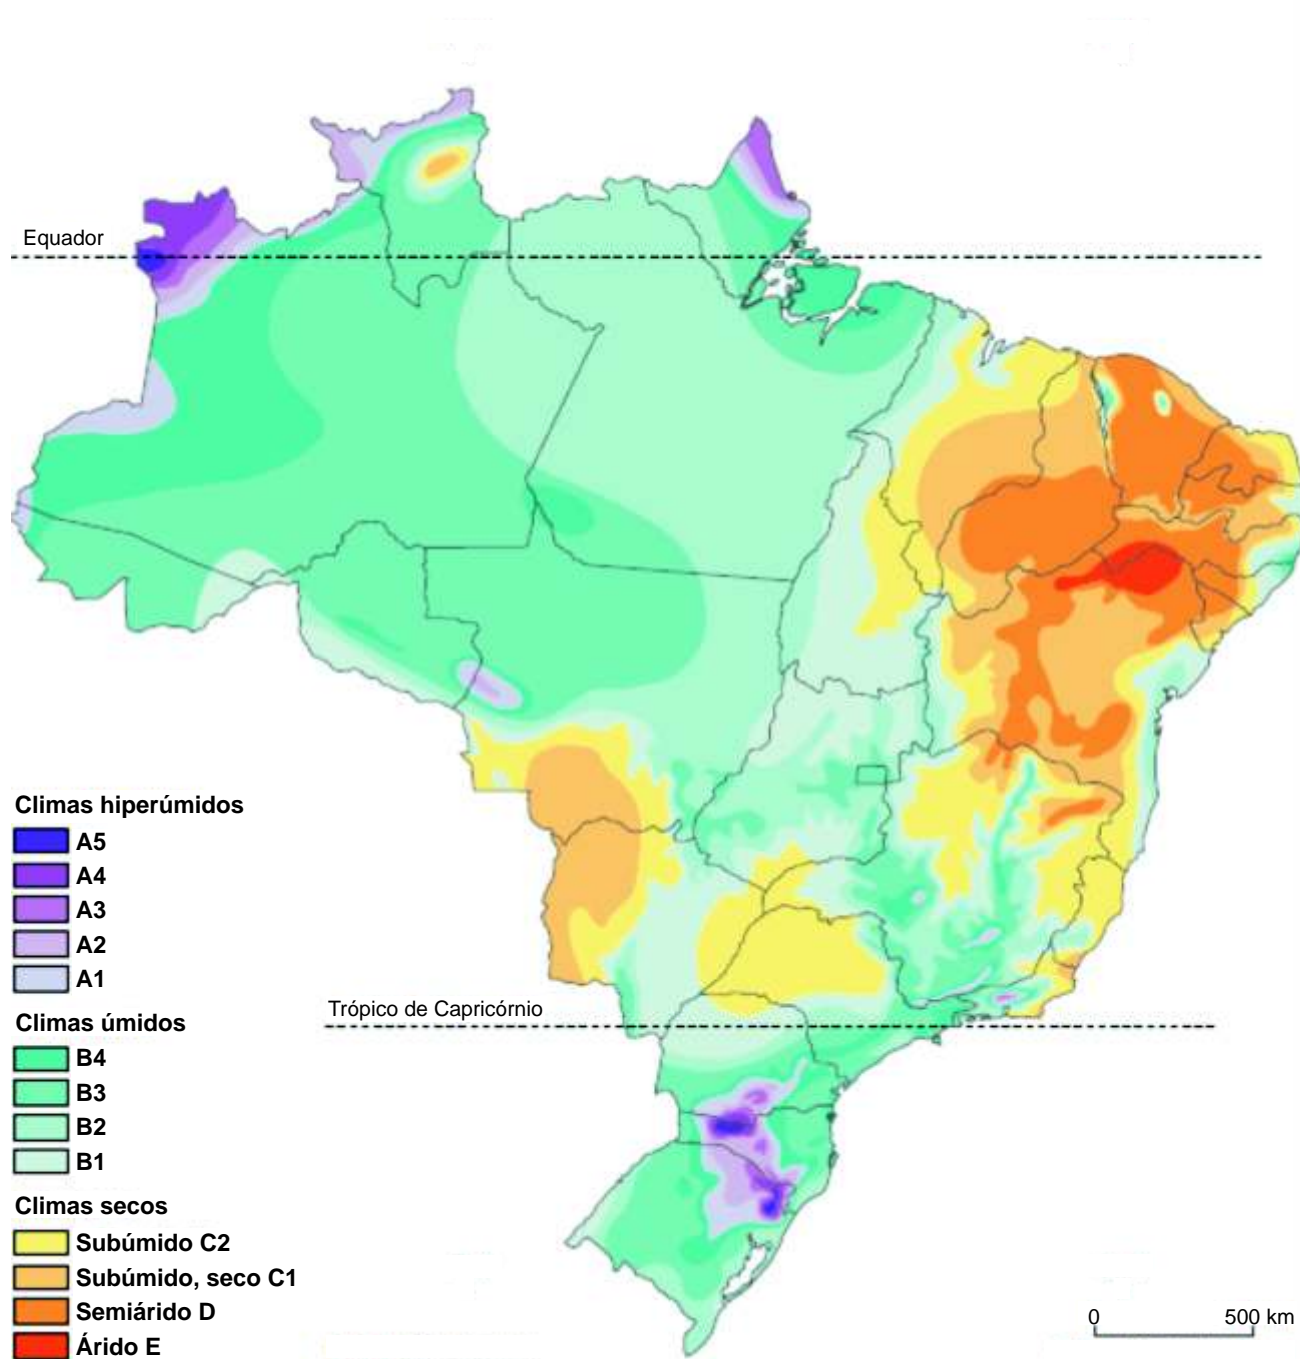 Equador
Trópico de Capricórnio
Climas hiperúmidos
A5
A4
A3
A2
A1
Climas úmidos
B4
B3
B2
B1
Climas secos
Subúmido C2
Subúmido, seco C1
Semiárido D
Árido E
0 500 km